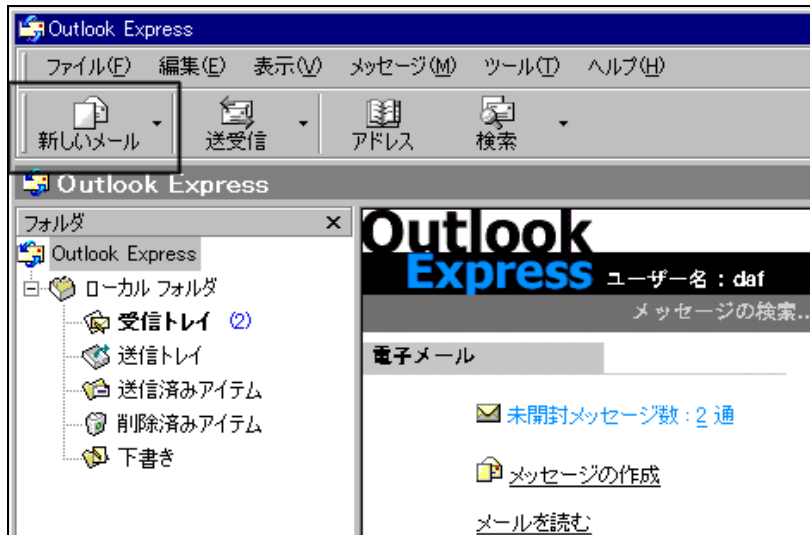 Outlook Express
ファイル(F) 編集(E) 表示(V) メッセージ(M) ツール(T) ヘルプ(H)
新しいメール 送受信 アドレス 検索
Outlook Express
フォルダ ×
Outlook Express
ローカル フォルダ
受信トレイ (2)
送信トレイ
送信済みアイテム
削除済みアイテム
下書き
Outlook
Express ユーザー名 : daf
メッセージの検索...
電子メール
未開封メッセージ数 : 2 通
メッセージの作成
メールを読む